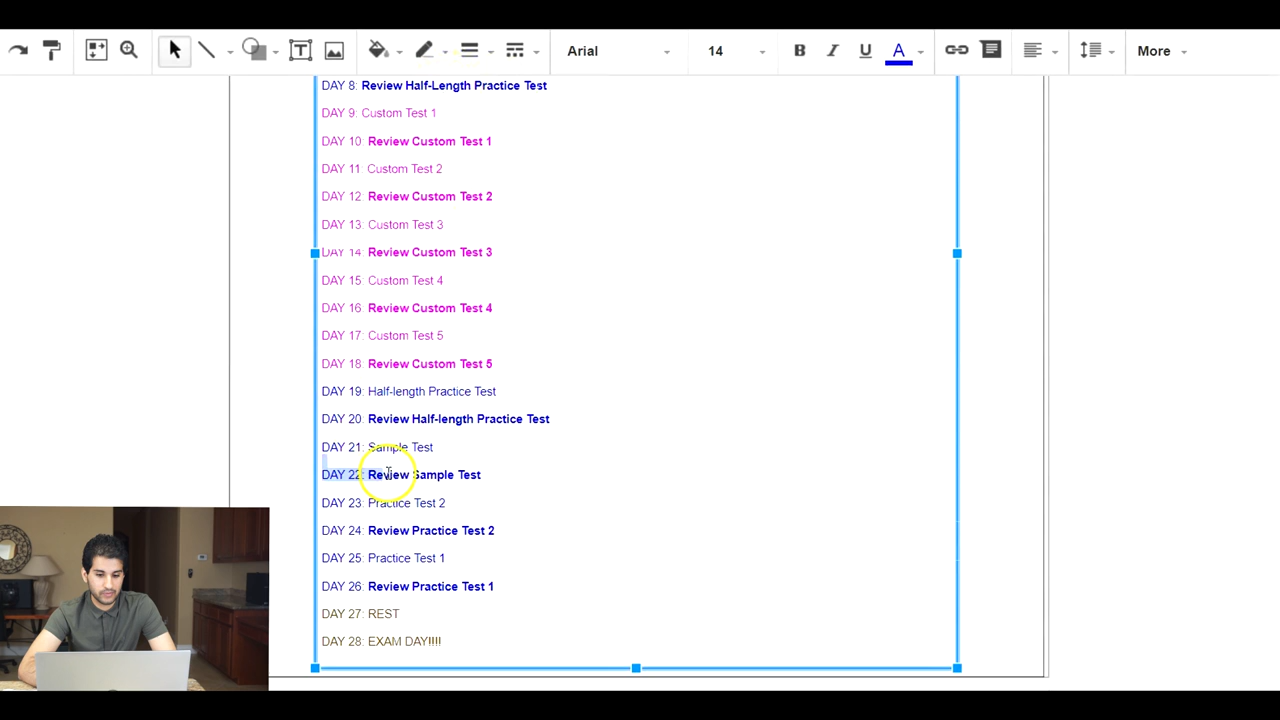 Arial 14 B I U A More
DAY 8: Review Half-Length Practice Test
DAY 9: Custom Test 1
DAY 10: Review Custom Test 1
DAY 11: Custom Test 2
DAY 12: Review Custom Test 2
DAY 13: Custom Test 3
DAY 14: Review Custom Test 3
DAY 15: Custom Test 4
DAY 16: Review Custom Test 4
DAY 17: Custom Test 5
DAY 18: Review Custom Test 5
DAY 19: Half-length Practice Test
DAY 20: Review Half-length Practice Test
DAY 21: Sample Test
DAY 22: Review Sample Test
DAY 23: Practice Test 2
DAY 24: Review Practice Test 2
DAY 25: Practice Test 1
DAY 26: Review Practice Test 1
DAY 27: REST
DAY 28: EXAM DAY!!!!